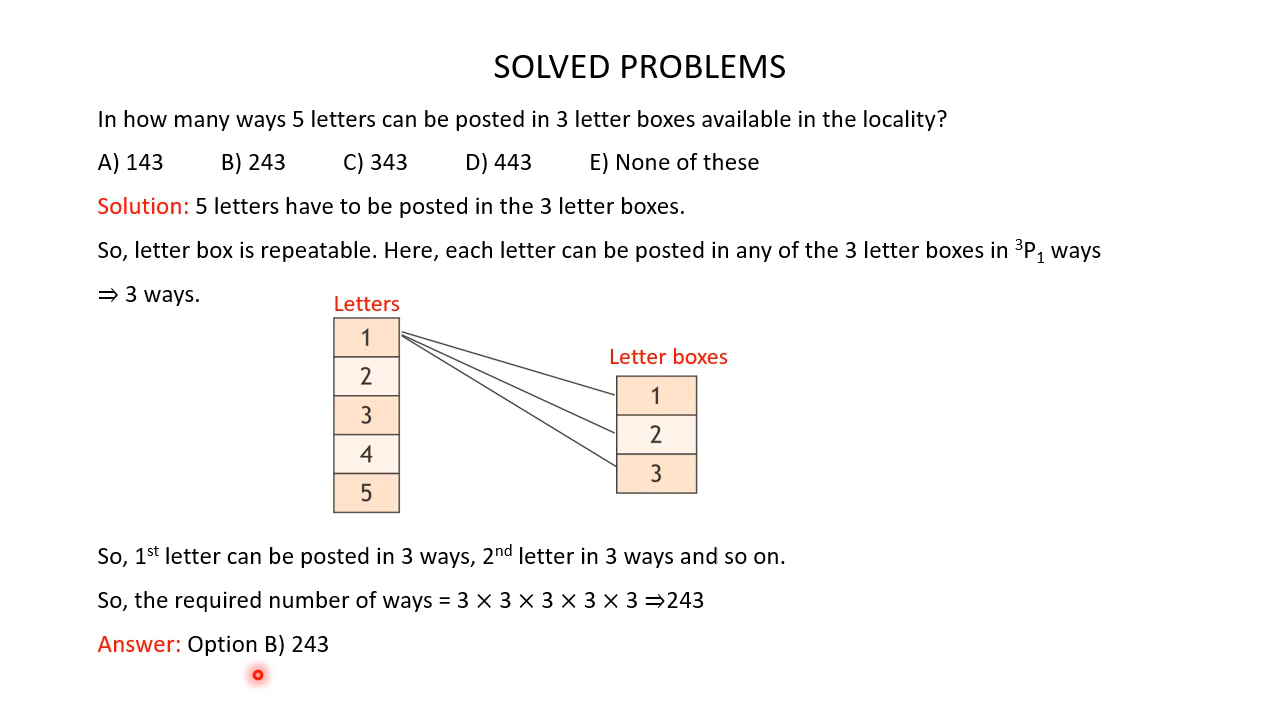 SOLVED PROBLEMS
In how many ways 5 letters can be posted in 3 letter boxes available in the locality?
A) 143 B) 243 C) 343 D) 443 E) None of these
Solution: 5 letters have to be posted in the 3 letter boxes.
So, letter box is repeatable. Here, each letter can be posted in any of the 3 letter boxes in ³P₁ ways
⇒ 3 ways.
Letters
1
2
3
4
5
Letter boxes
1
2
3
So, 1ˢᵗ letter can be posted in 3 ways, 2ⁿᵈ letter in 3 ways and so on.
So, the required number of ways = 3 × 3 × 3 × 3 × 3 ⇒243
Answer: Option B) 243